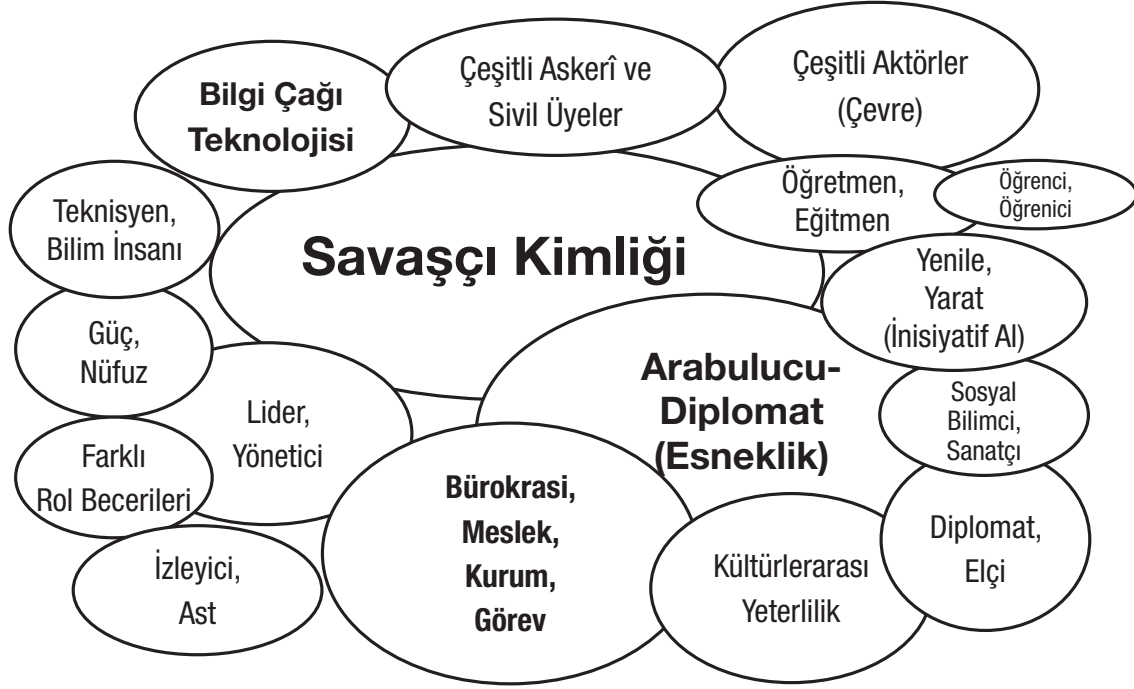 Bilgi Çağı
Teknolojisi
Çeşitli Askerî ve
Sivil Üyeler
Çeşitli Aktörler
(Çevre)
Teknisyen,
Bilim İnsanı
Savaşçı Kimliği
Öğretmen,
Eğitmen
Öğrenci,
Öğrenici
Yenile,
Yarat
(İnisiyatif Al)
Güç,
Nüfuz
Lider,
Yönetici
Arabulucu-
Diplomat
(Esneklik)
Sosyal
Bilimci,
Sanatçı
Farklı
Rol Becerileri
Bürokrasi,
Meslek,
Kurum,
Görev
İzleyici,
Ast
Kültürlerarası
Yeterlilik
Diplomat,
Elçi